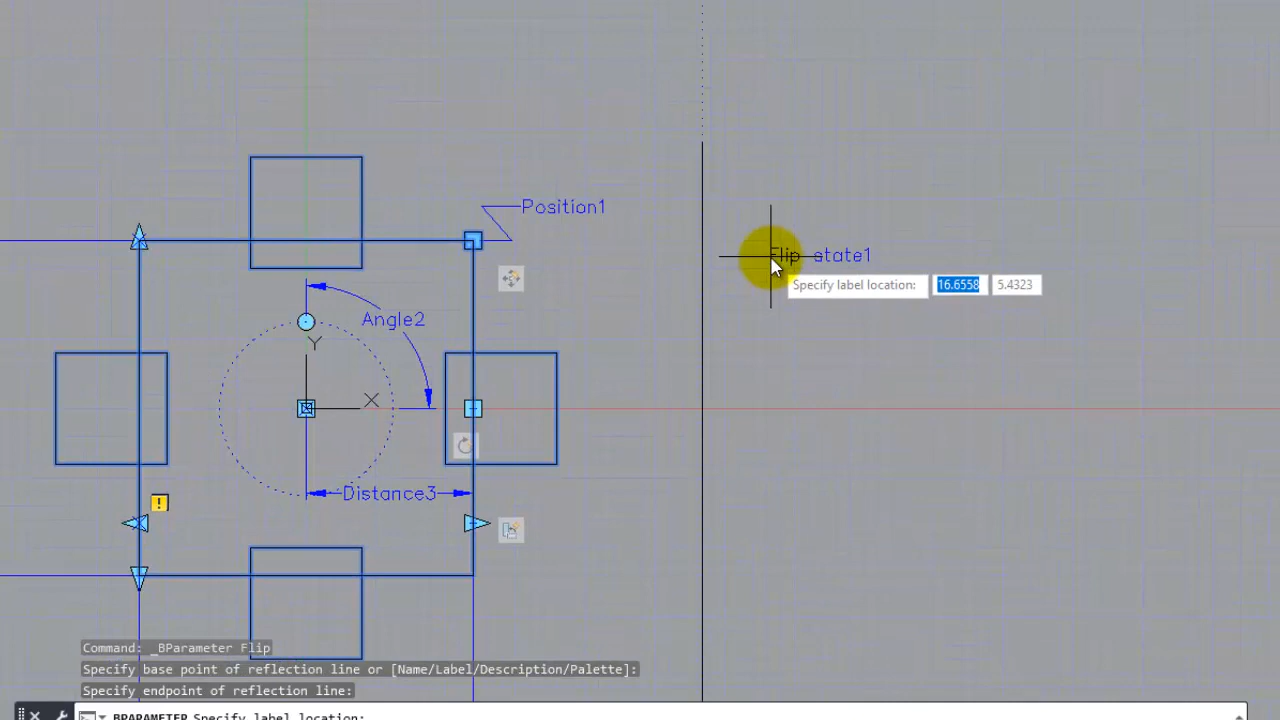 Position1
Flip state1
Specify label location: 16.6558 5.4323
Angle2
Y
X
!
Distance3
Command: _BParameter Flip
Specify base point of reflection line or [Name/Label/Description/Palette]:
Specify endpoint of reflection line:
BPARAMETER Specify label location: